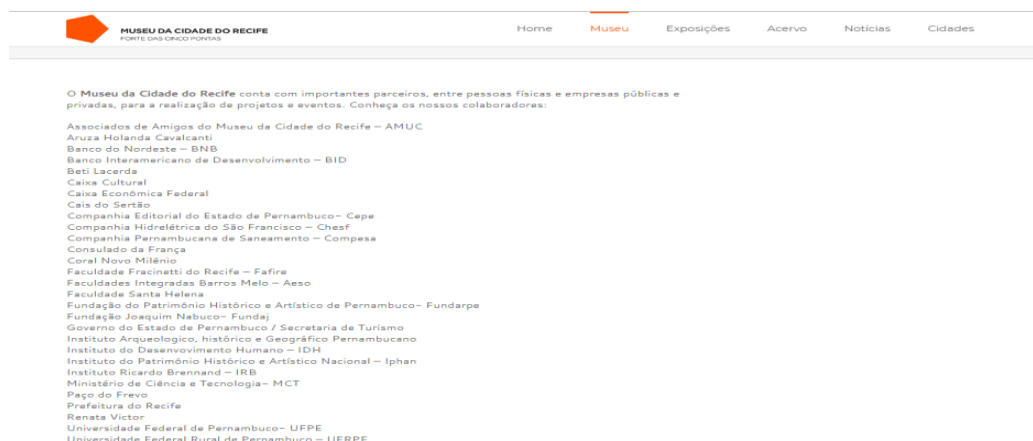 MUSEU DA CIDADE DO RECIFE
FORTE DAS CINCO PONTAS
Home Museu Exposições Acervo Notícias Cidades
O Museu da Cidade do Recife conta com importantes parceiros, entre pessoas físicas e empresas públicas e
privadas, para a realização de projetos e eventos. Conheça os nossos colaboradores:
Associados de Amigos do Museu da Cidade do Recife – AMUC
Aruza Holanda Cavalcanti
Banco do Nordeste – BNB
Banco Interamericano de Desenvolvimento – BID
Beti Lacerda
Caixa Cultural
Caixa Econômica Federal
Cais do Sertão
Companhia Editorial do Estado de Pernambuco– Cepe
Companhia Hidrelétrica do São Francisco – Chesf
Companhia Pernambucana de Saneamento – Compesa
Consulado da França
Coral Novo Milênio
Faculdade Fracinetti do Recife – Fafire
Faculdades Integradas Barros Melo – Aeso
Faculdade Santa Helena
Fundação do Patrimônio Histórico e Artístico de Pernambuco– Fundarpe
Fundação Joaquim Nabuco– Fundaj
Governo do Estado de Pernambuco / Secretaria de Turismo
Instituto Arqueologico, histórico e Geográfico Pernambucano
Instituto do Desenvovimento Humano – IDH
Instituto do Patrimônio Histórico e Artístico Nacional – Iphan
Instituto Ricardo Brennand – IRB
Ministério de Ciência e Tecnologia– MCT
Paço do Frevo
Prefeitura do Recife
Renata Victor
Universidade Federal de Pernambuco– UFPE
Universidade Federal Rural de Pernambuco – UFRPE